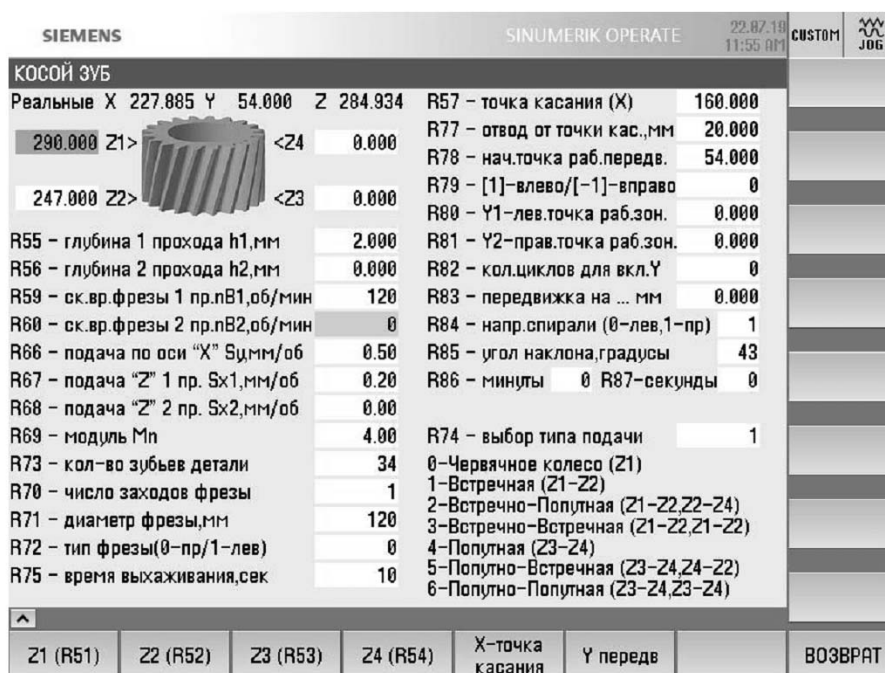 SIEMENS SINUMERIK OPERATE 22.07.19 11:55 AM CUSTOM JOG
КОСОЙ ЗУБ
Реальные X 227.885 Y 54.000 Z 284.934
290.000 Z1> <Z4 0.000
247.000 Z2> <Z3 0.000
R55 – глубина 1 прохода h1,мм 2.000
R56 – глубина 2 прохода h2,мм 0.000
R59 – ск.вр.фрезы 1 пр.nB1,об/мин 120
R60 – ск.вр.фрезы 2 пр.nB2,об/мин 0
R66 – подача по оси “X” Sy,мм/об 0.50
R67 – подача “Z” 1 пр. Sx1,мм/об 0.20
R68 – подача “Z” 2 пр. Sx2,мм/об 0.00
R69 – модуль Mn 4.00
R73 – кол-во зубьев детали 34
R70 – число заходов фрезы 1
R71 – диаметр фрезы,мм 120
R72 – тип фрезы(0-пр/1-лев) 0
R75 – время выхаживания,сек 10
R57 – точка касания (X) 160.000
R77 – отвод от точки кас.,мм 20.000
R78 – нач.точка раб.передв. 54.000
R79 – [1]-влево/[-1]-вправо 0
R80 – Y1-лев.точка раб.зон. 0.000
R81 – Y2-прав.точка раб.зон. 0.000
R82 – кол.циклов для вкл.Y 0
R83 – передвижка на ... мм 0.000
R84 – напр.спирали (0-лев,1-пр) 1
R85 – угол наклона,градусы 43
R86 – минуты 0 R87-секунды 0
R74 – выбор типа подачи 1
0-Червячное колесо (Z1)
1-Встречная (Z1-Z2)
2-Встречно-Попутная (Z1-Z2,Z2-Z4)
3-Встречно-Встречная (Z1-Z2,Z1-Z2)
4-Попутная (Z3-Z4)
5-Попутно-Встречная (Z3-Z4,Z4-Z2)
6-Попутно-Попутная (Z3-Z4,Z3-Z4)
Z1 (R51) Z2 (R52) Z3 (R53) Z4 (R54) X-точка касания Y передв ВОЗВРАТ